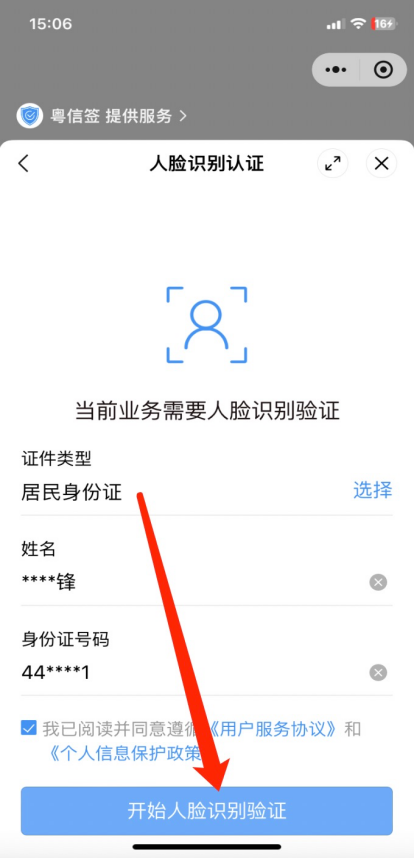 15:06
16
粤信签 提供服务
人脸识别认证
当前业务需要人脸识别验证
证件类型
居民身份证 选择
姓名
****锋
身份证号码
44****1
我已阅读并同意遵循《用户服务协议》和
《个人信息保护政策
开始人脸识别验证